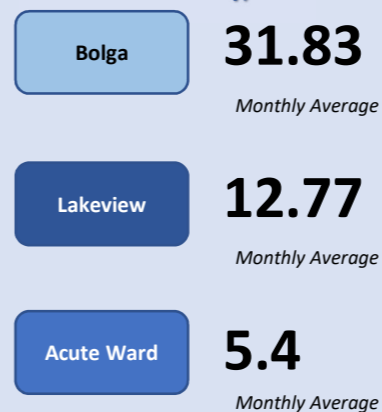 Bolga
31.83
Monthly Average
Lakeview
12.77
Monthly Average
Acute Ward
5.4
Monthly Average